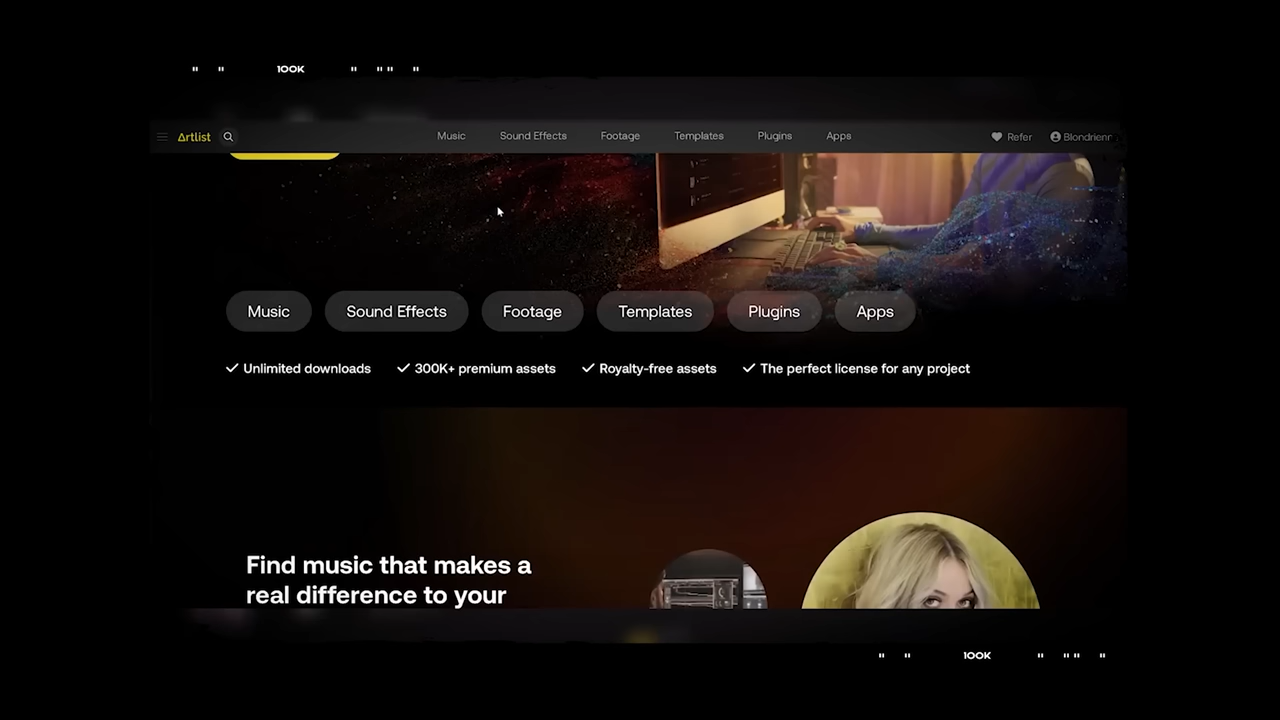 100K
Artlist
Music Sound Effects Footage Templates Plugins Apps
Refer
Blondrienn
Music Sound Effects Footage Templates Plugins Apps
Unlimited downloads 300K+ premium assets Royalty-free assets The perfect license for any project
Find music that makes a
real difference to your
100K